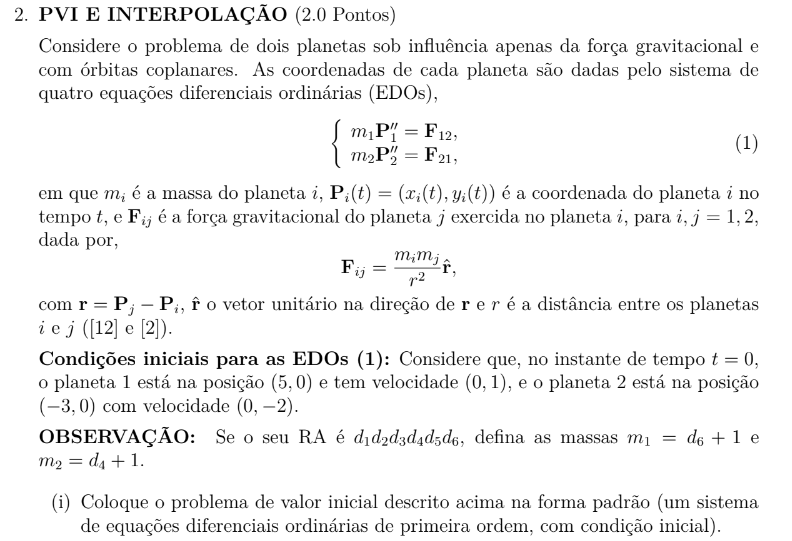 2. PVI E INTERPOLAÇÃO (2.0 Pontos)
Considere o problema de dois planetas sob influência apenas da força gravitacional e
com órbitas coplanares. As coordenadas de cada planeta são dadas pelo sistema de
quatro equações diferenciais ordinárias (EDOs),
{ m₁P₁″ = F₁₂,
m₂P₂″ = F₂₁, (1)
em que mᵢ é a massa do planeta i, Pᵢ(t) = (xᵢ(t), yᵢ(t)) é a coordenada do planeta i no
tempo t, e Fᵢⱼ é a força gravitacional do planeta j exercida no planeta i, para i, j = 1, 2,
dada por,
Fᵢⱼ = mᵢmⱼ/r² r̂,
com r = Pⱼ − Pᵢ, r̂ o vetor unitário na direção de r e r é a distância entre os planetas
i e j ([12] e [2]).
Condições iniciais para as EDOs (1): Considere que, no instante de tempo t = 0,
o planeta 1 está na posição (5, 0) e tem velocidade (0, 1), e o planeta 2 está na posição
(−3, 0) com velocidade (0, −2).
OBSERVAÇÃO: Se o seu RA é d₁d₂d₃d₄d₅d₆, defina as massas m₁ = d₆ + 1 e
m₂ = d₄ + 1.
(i) Coloque o problema de valor inicial descrito acima na forma padrão (um sistema
de equações diferenciais ordinárias de primeira ordem, com condição inicial).